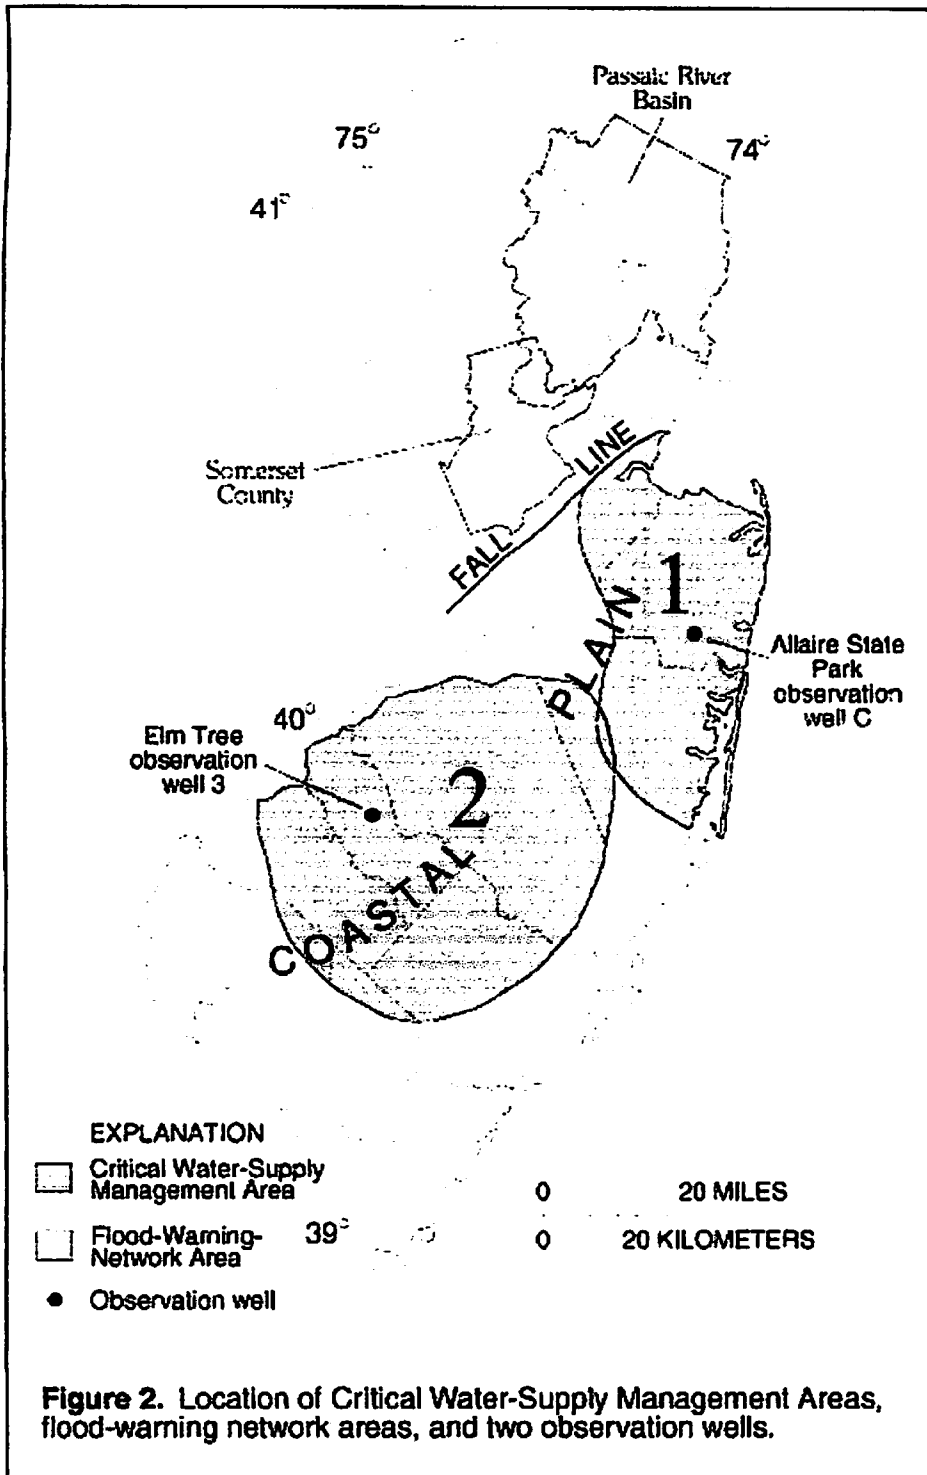 Passaic River
Basin
75°
74°
41°
Somerset
County
FALL LINE
1
Allaire State
Park
observation
well C
40°
Elm Tree
observation
well 3
2
COASTAL PLAIN
EXPLANATION
Critical Water-Supply
Management Area
0 20 MILES
Flood-Warning-
Network Area
39°
0 20 KILOMETERS
Observation well
Figure 2. Location of Critical Water-Supply Management Areas,
flood-warning network areas, and two observation wells.